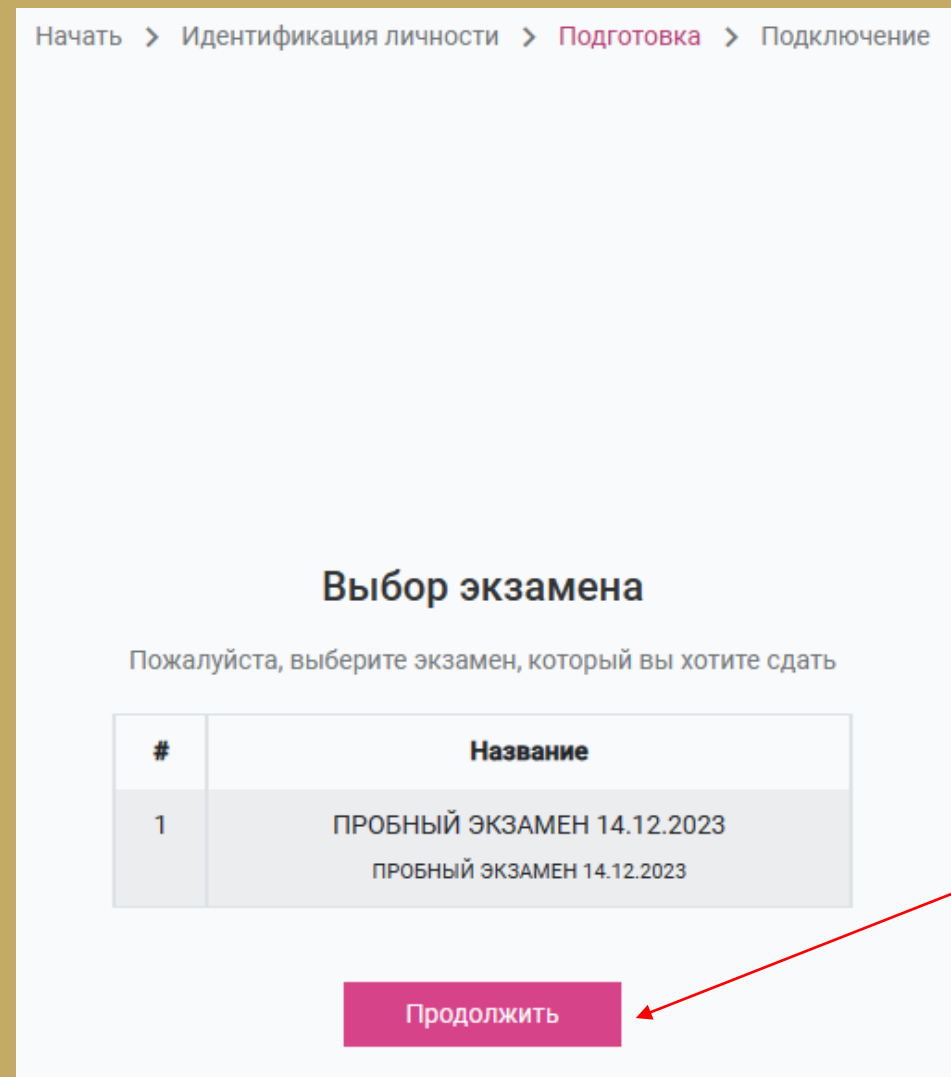 Начать > Идентификация личности > Подготовка > Подключение
Выбор экзамена
Пожалуйста, выберите экзамен, который вы хотите сдать
# Название
1 ПРОБНЫЙ ЭКЗАМЕН 14.12.2023
ПРОБНЫЙ ЭКЗАМЕН 14.12.2023
Продолжить